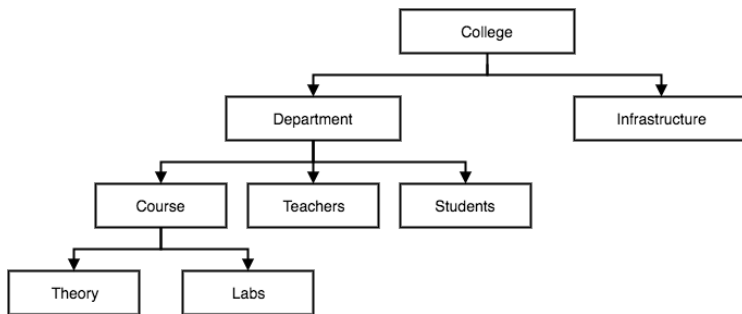 College
Department
Infrastructure
Course
Teachers
Students
Theory
Labs